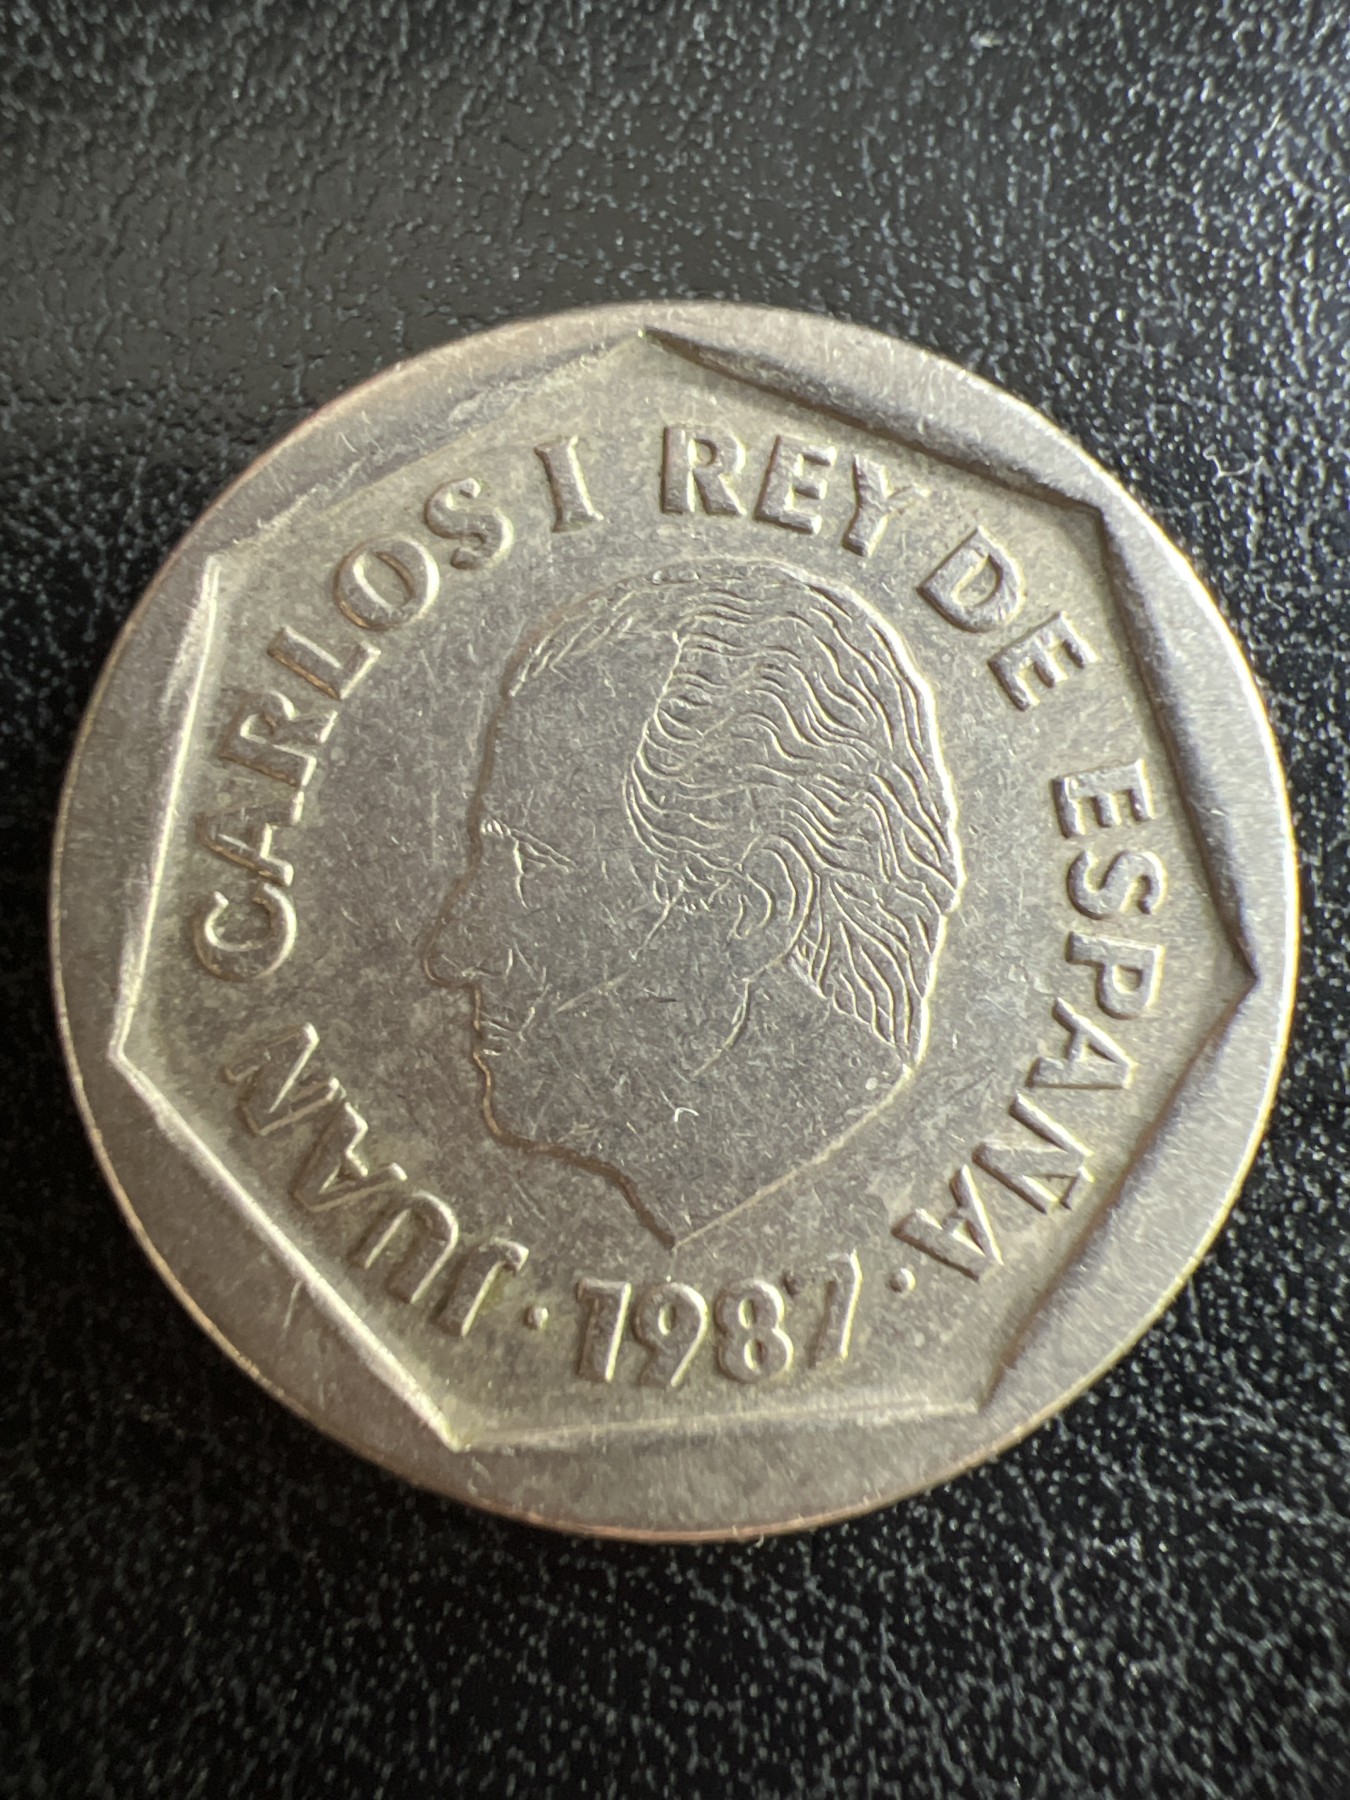 JUAN CARLOS I REY DE ESPAÑA
· 1987 ·